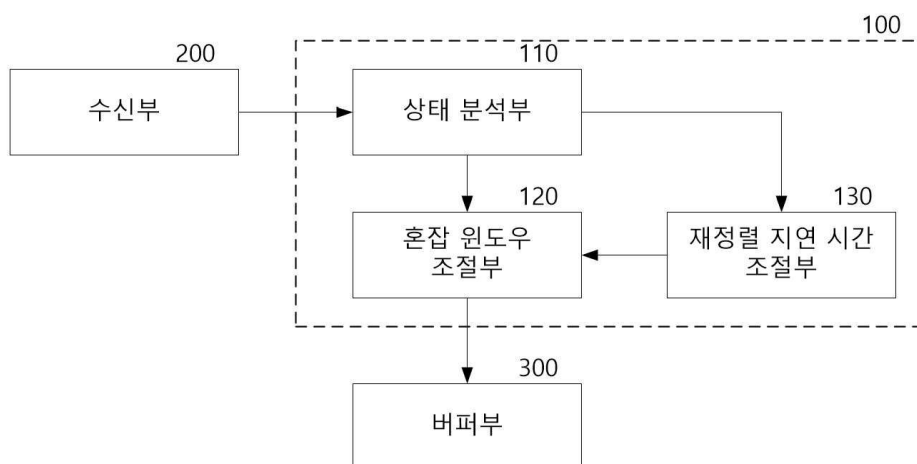 100
200
110
수신부
상태 분석부
120
130
혼잡 윈도우
조절부
재정렬 지연 시간
조절부
300
버퍼부